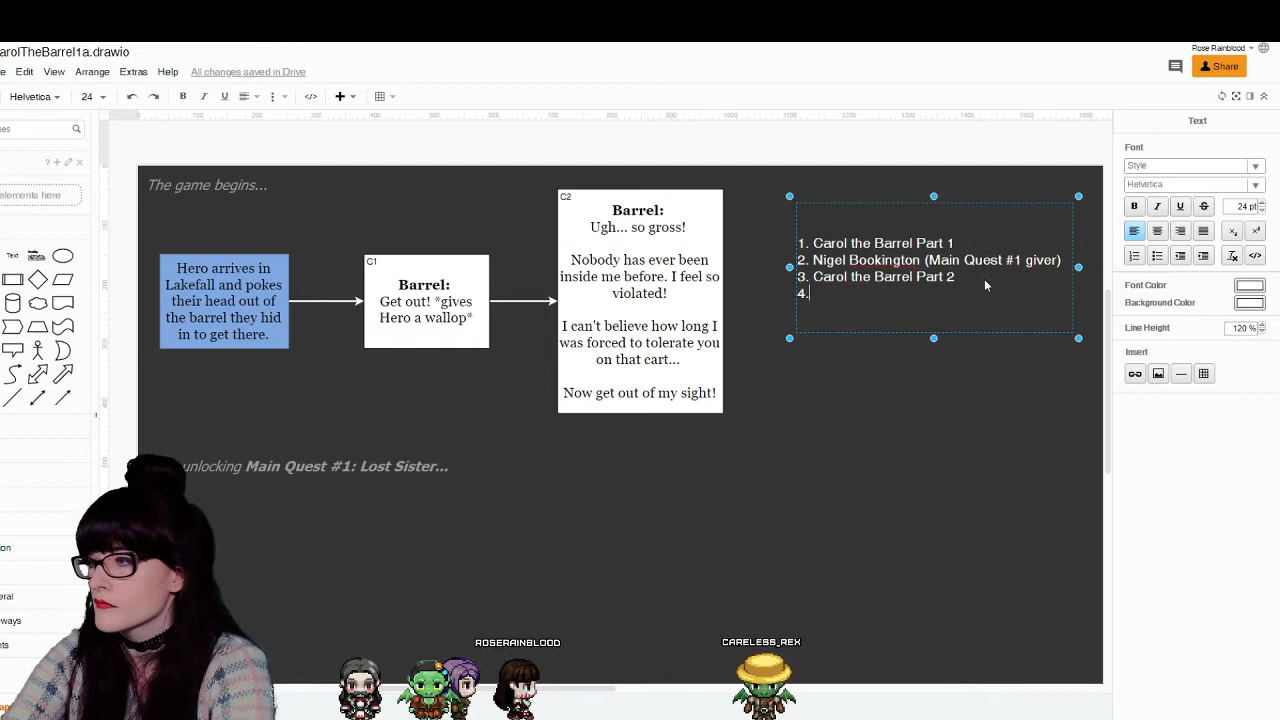 arolTheBarrel1a.drawio
Rose Rainblood
Edit View Arrange Extras Help All changes saved in Drive
Share
Helvetica 24 B I U
es
elements here
Text
The game begins...
Hero arrives in
Lakefall and pokes
their head out of
the barrel they hid
in to get there.
C1
Barrel:
Get out! *gives
Hero a wallop*
C2
Barrel:
Ugh... so gross!
Nobody has ever been
inside me before. I feel so
violated!
I can't believe how long I
was forced to tolerate you
on that cart...
Now get out of my sight!
1. Carol the Barrel Part 1
2. Nigel Bookington (Main Quest #1 giver)
3. Carol the Barrel Part 2
4.
unlocking Main Quest #1: Lost Sister...
Text
Font
Style
Helvetica
B I U S 24 pt
Font Color
Background Color
Line Height 120 %
Insert
ROSERAINBLOOD
CARELESS_REX